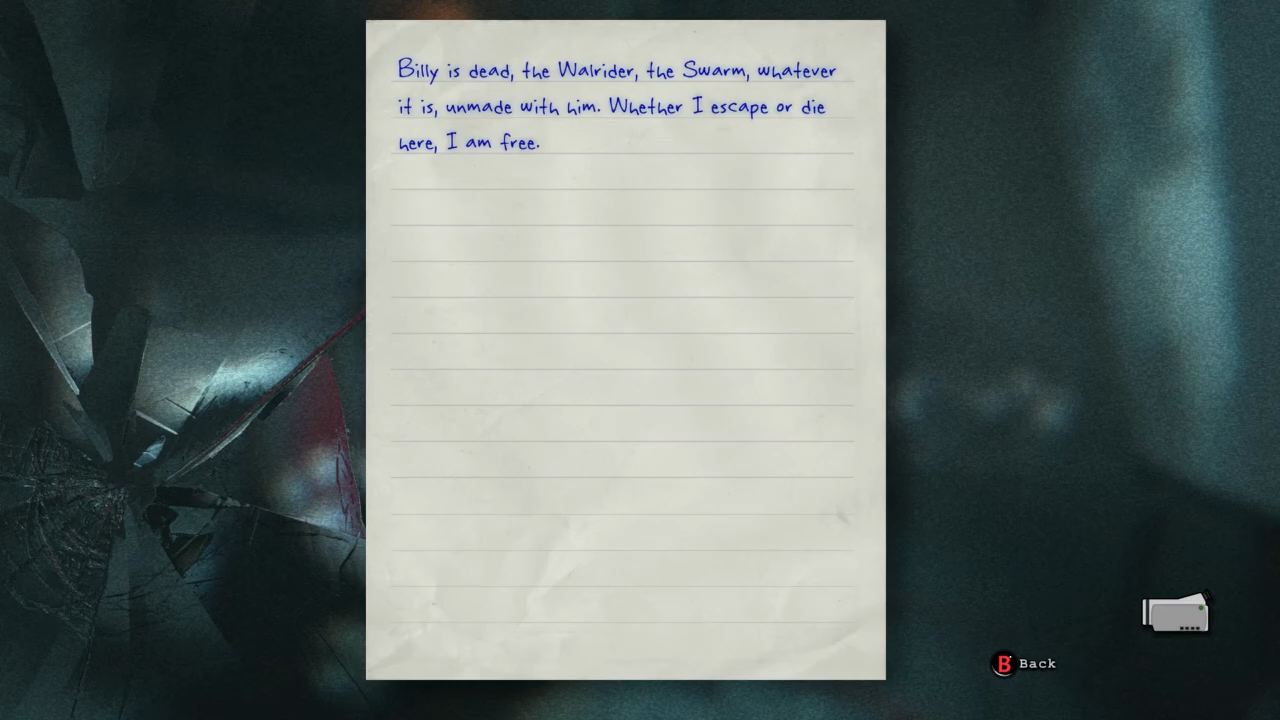 Billy is dead, the Walrider, the Swarm, whatever
it is, unmade with him. Whether I escape or die
here, I am free.
B Back